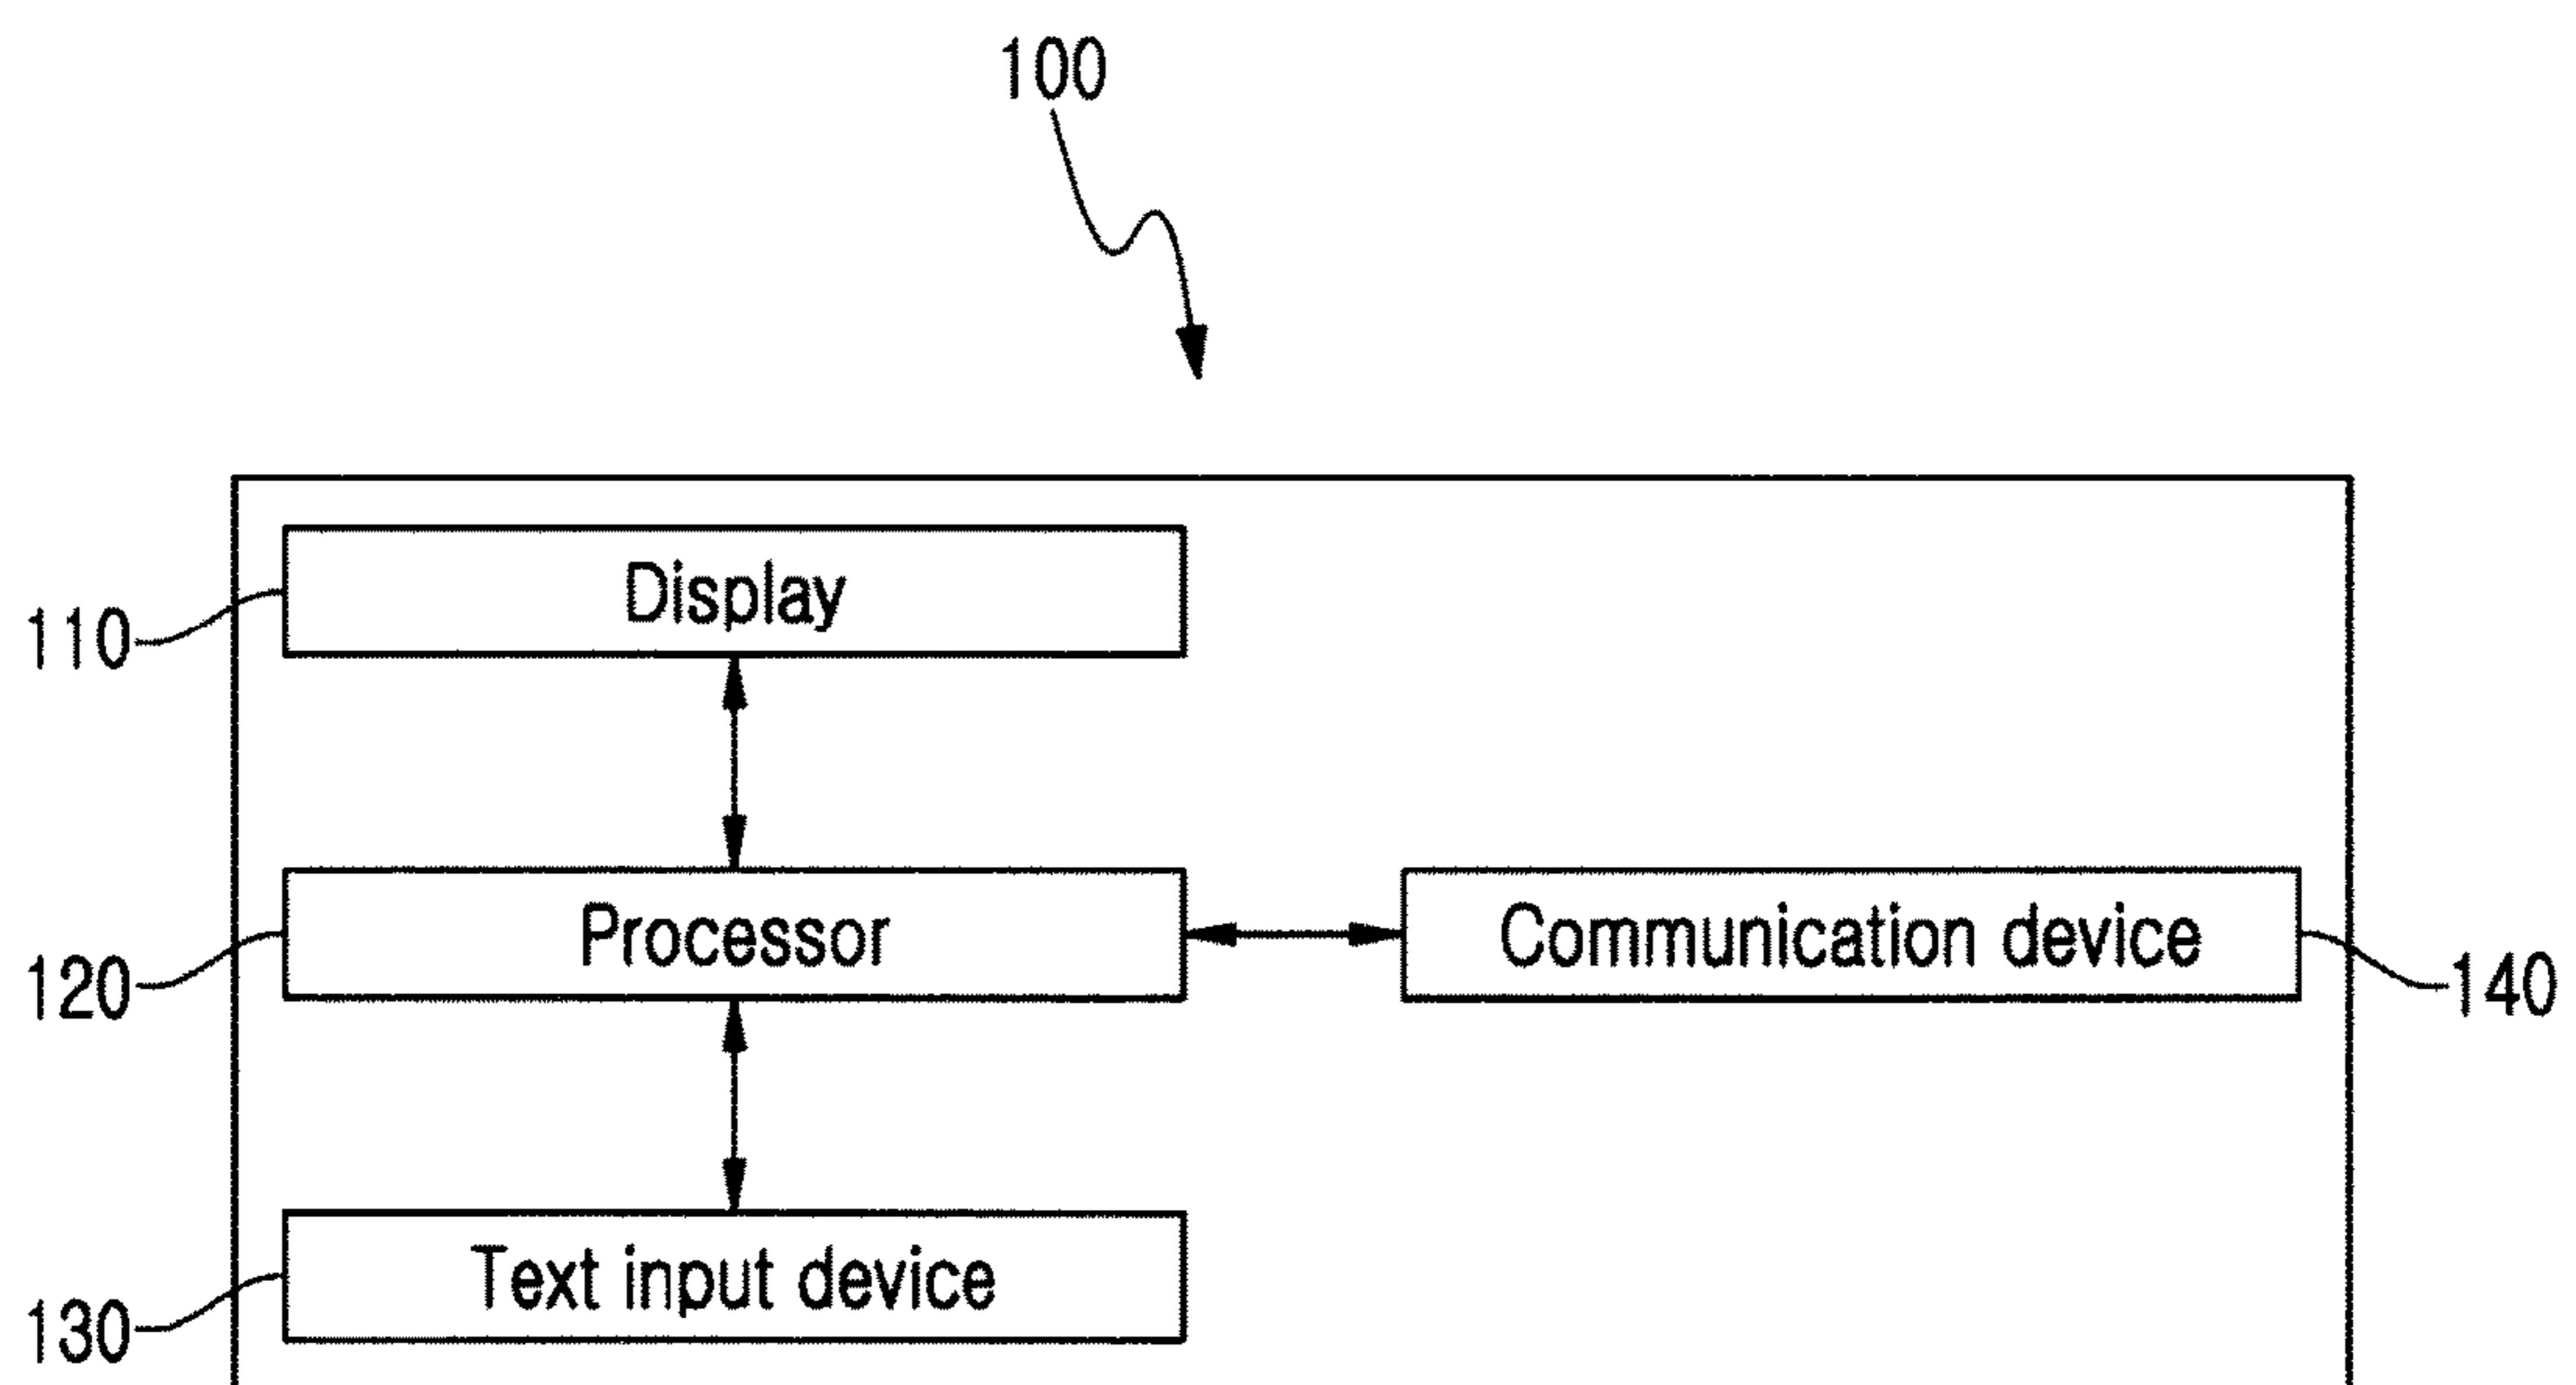 100
Display
110
Processor
Communication device
120
140
Text input device
130